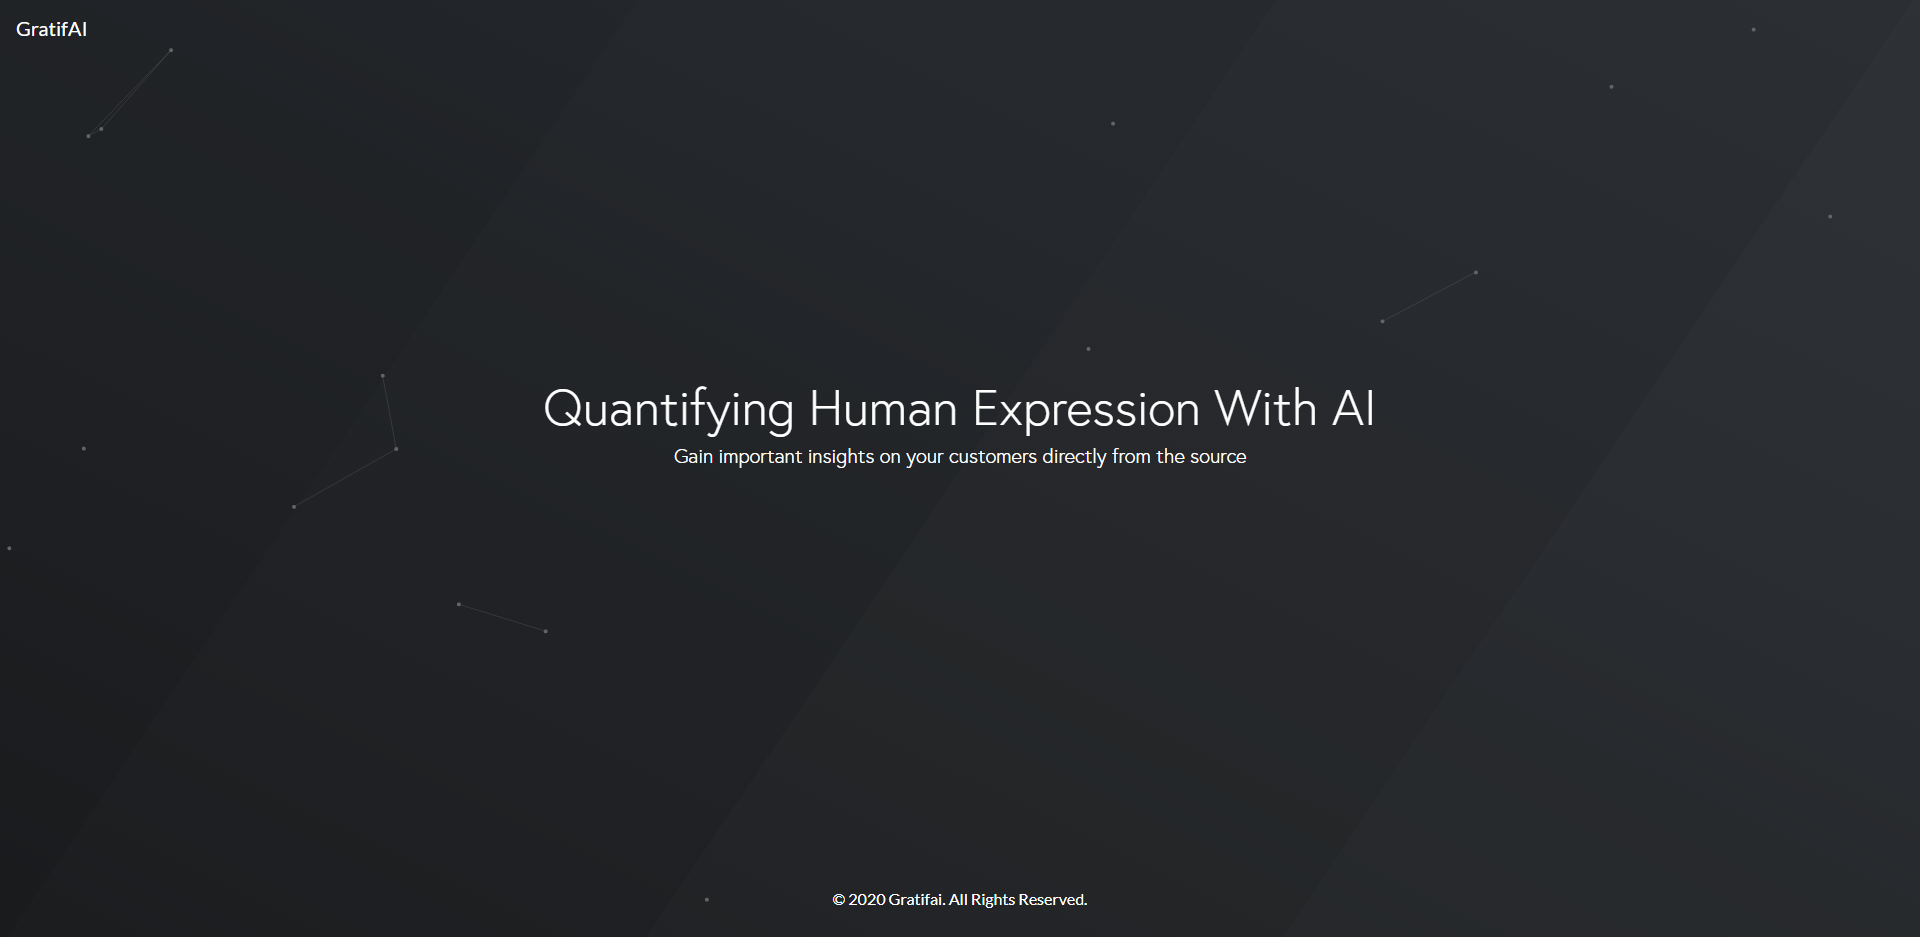 GratifAI
Quantifying Human Expression With AI
Gain important insights on your customers directly from the source
© 2020 Gratifai. All Rights Reserved.